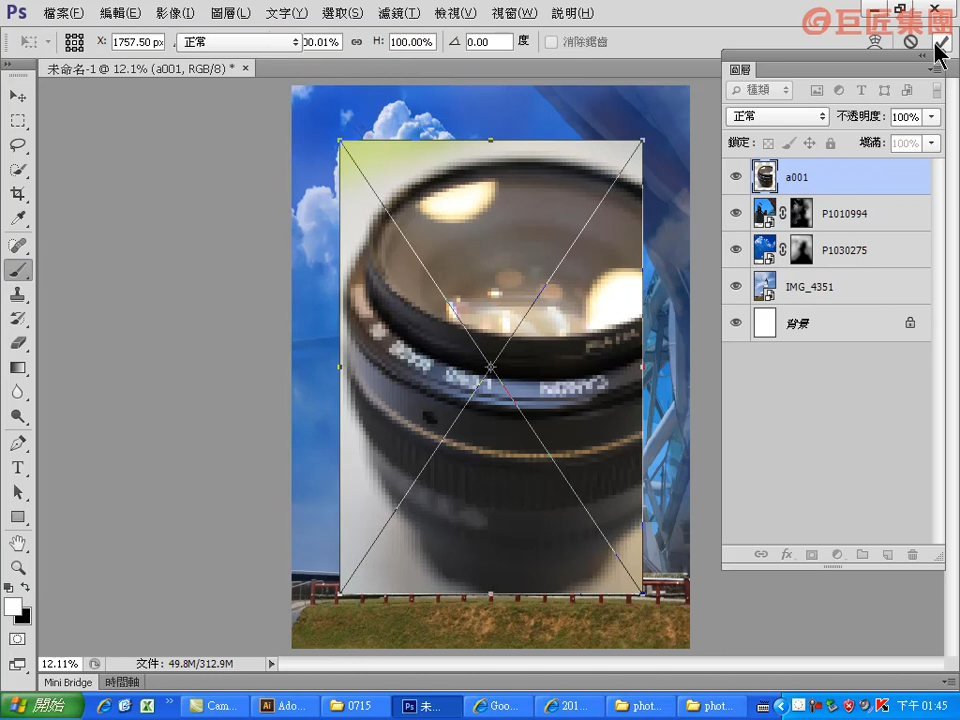 Ps 檔案(F) 編輯(E) 影像(I) 圖層(L) 文字(Y) 選取(S) 濾鏡(T) 檢視(V) 視窗(W) 說明(H)
巨匠集團
X: 1757.50 px 正常 00.01% H: 100.00% 0.00 度 消除鋸齒
未命名-1 @ 12.1% (a001, RGB/8) * ×
圖層
種類
正常 不透明度: 100%
鎖定: 填滿: 100%
a001
P1010994
P1030275
IMG_4351
背景
12.11% 文件: 49.8M/312.9M
Mini Bridge 時間軸
開始 Cam... Ado... 0715 Ps 未... Goo... 201... phot... phot... 下午 01:45